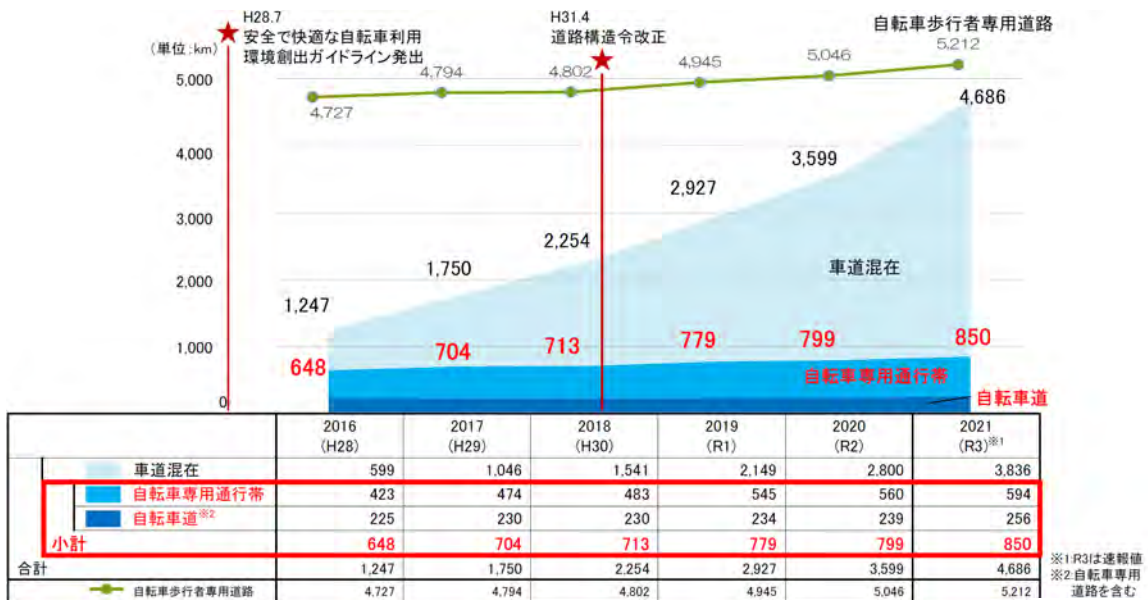 H28.7
安全で快適な自転車利用
環境創出ガイドライン発出
H31.4
道路構造令改正
自転車歩行者専用道路
(単位:km)
5,000
4,000
3,000
2,000
1,000
0
4,727
4,794
4,802
4,945
5,046
5,212
1,247
1,750
2,254
2,927
3,599
4,686
車道混在
648
704
713
779
799
850
自転車専用通行帯
自転車道
2016 2017 2018 2019 2020 2021
(H28) (H29) (H30) (R1) (R2) (R3)※1
車道混在 599 1,046 1,541 2,149 2,800 3,836
自転車専用通行帯 423 474 483 545 560 594
自転車道※2 225 230 230 234 239 256
小計 648 704 713 779 799 850
合計 1,247 1,750 2,254 2,927 3,599 4,686
自転車歩行者専用道路 4,727 4,794 4,802 4,945 5,046 5,212
※1:R3は速報値
※2:自転車専用
道路を含む